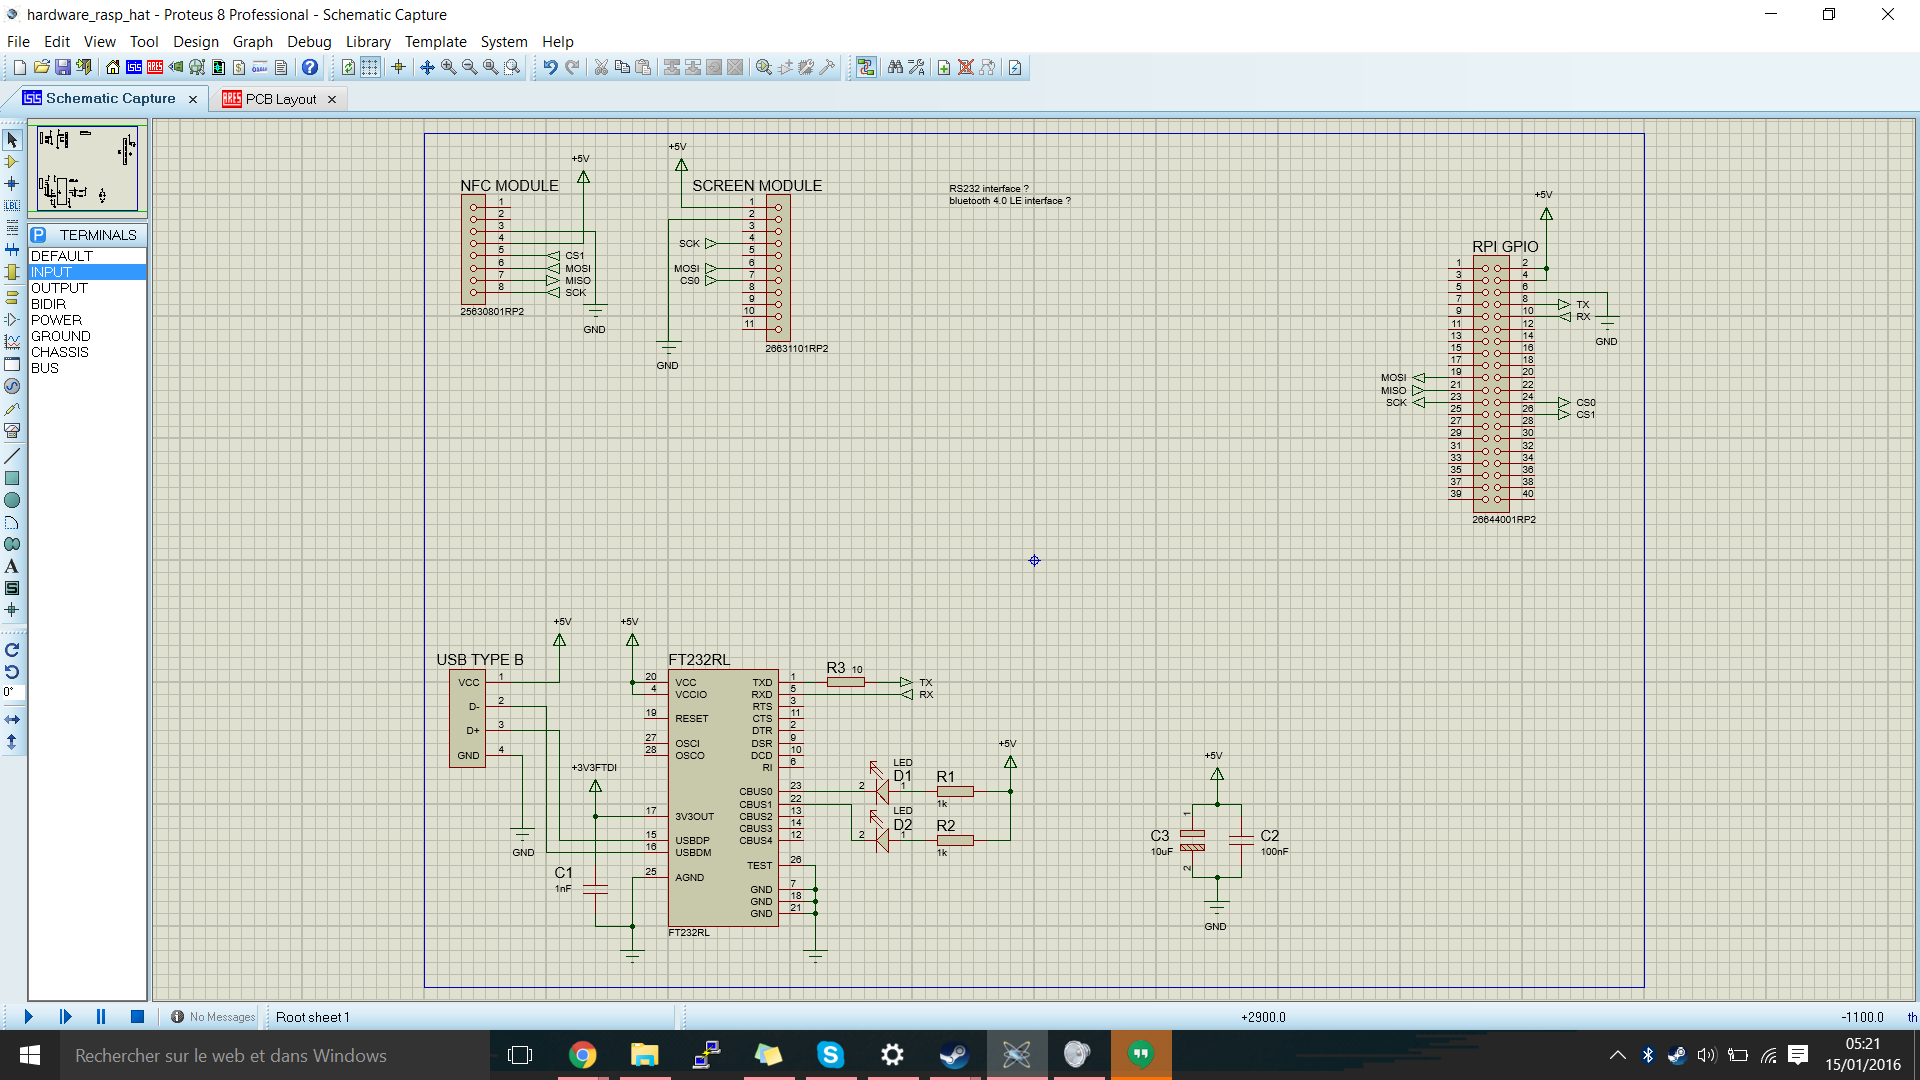 hardware_rasp_hat - Proteus 8 Professional - Schematic Capture
File Edit View Tool Design Graph Debug Library Template System Help
Schematic Capture
PCB Layout
TERMINALS
DEFAULT
INPUT
OUTPUT
BIDIR
POWER
GROUND
CHASSIS
BUS
LBL
0°
+5V
NFC MODULE
1
2
3
4
5
6
7
8
CS1
MOSI
MISO
SCK
25630801RP2
GND
+5V
SCREEN MODULE
1
2
3
4
5
6
7
8
9
10
11
SCK
MOSI
CS0
26631101RP2
GND
RS232 interface ?
bluetooth 4.0 LE interface ?
+5V
RPI GPIO
1 2
3 4
5 6
7 8
9 10
11 12
13 14
15 16
17 18
19 20
21 22
23 24
25 26
27 28
29 30
31 32
33 34
35 36
37 38
39 40
TX
RX
GND
MOSI
MISO
SCK
CS0
CS1
26644001RP2
USB TYPE B
+5V
VCC 1
D- 2
D+ 3
GND 4
GND
+5V
FT232RL
20 VCC
4 VCCIO
19 RESET
27 OSCI
28 OSCO
+3V3FTDI
17 3V3OUT
15 USBDP
16 USBDM
25 AGND
C1
1nF
TXD 1
RXD 5
RTS 3
CTS 11
DTR 2
DSR 9
DCD 10
RI 6
CBUS0 23
CBUS1 22
CBUS2 13
CBUS3 14
CBUS4 12
TEST 26
GND 7
GND 18
GND 21
FT232RL
R3 10
TX
RX
LED
D1
2 1
R1
1k
LED
D2
2 1
R2
1k
+5V
+5V
C3
10uF
1
2
C2
100nF
GND
No Messages
Root sheet 1
+2900.0
-1100.0
th
Rechercher sur le web et dans Windows
05:21
15/01/2016